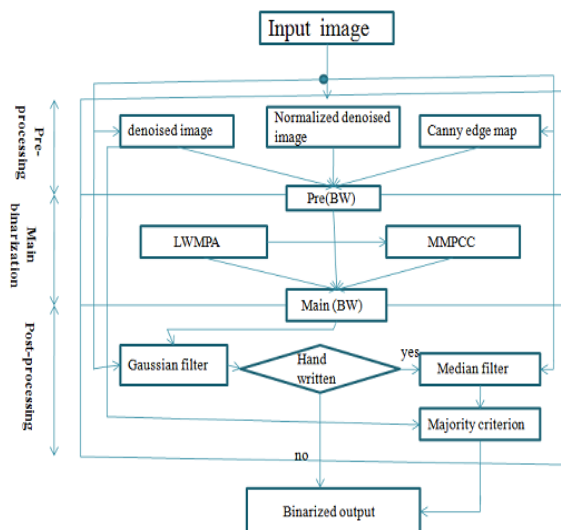 Input image
Pre-
processing
denoised image
Normalized denoised
image
Canny edge map
Pre(BW)
Main
binarization
LWMPA
MMPCC
Main (BW)
Post-processing
Gaussian filter
Hand
written
yes
Median filter
Majority criterion
no
Binarized output